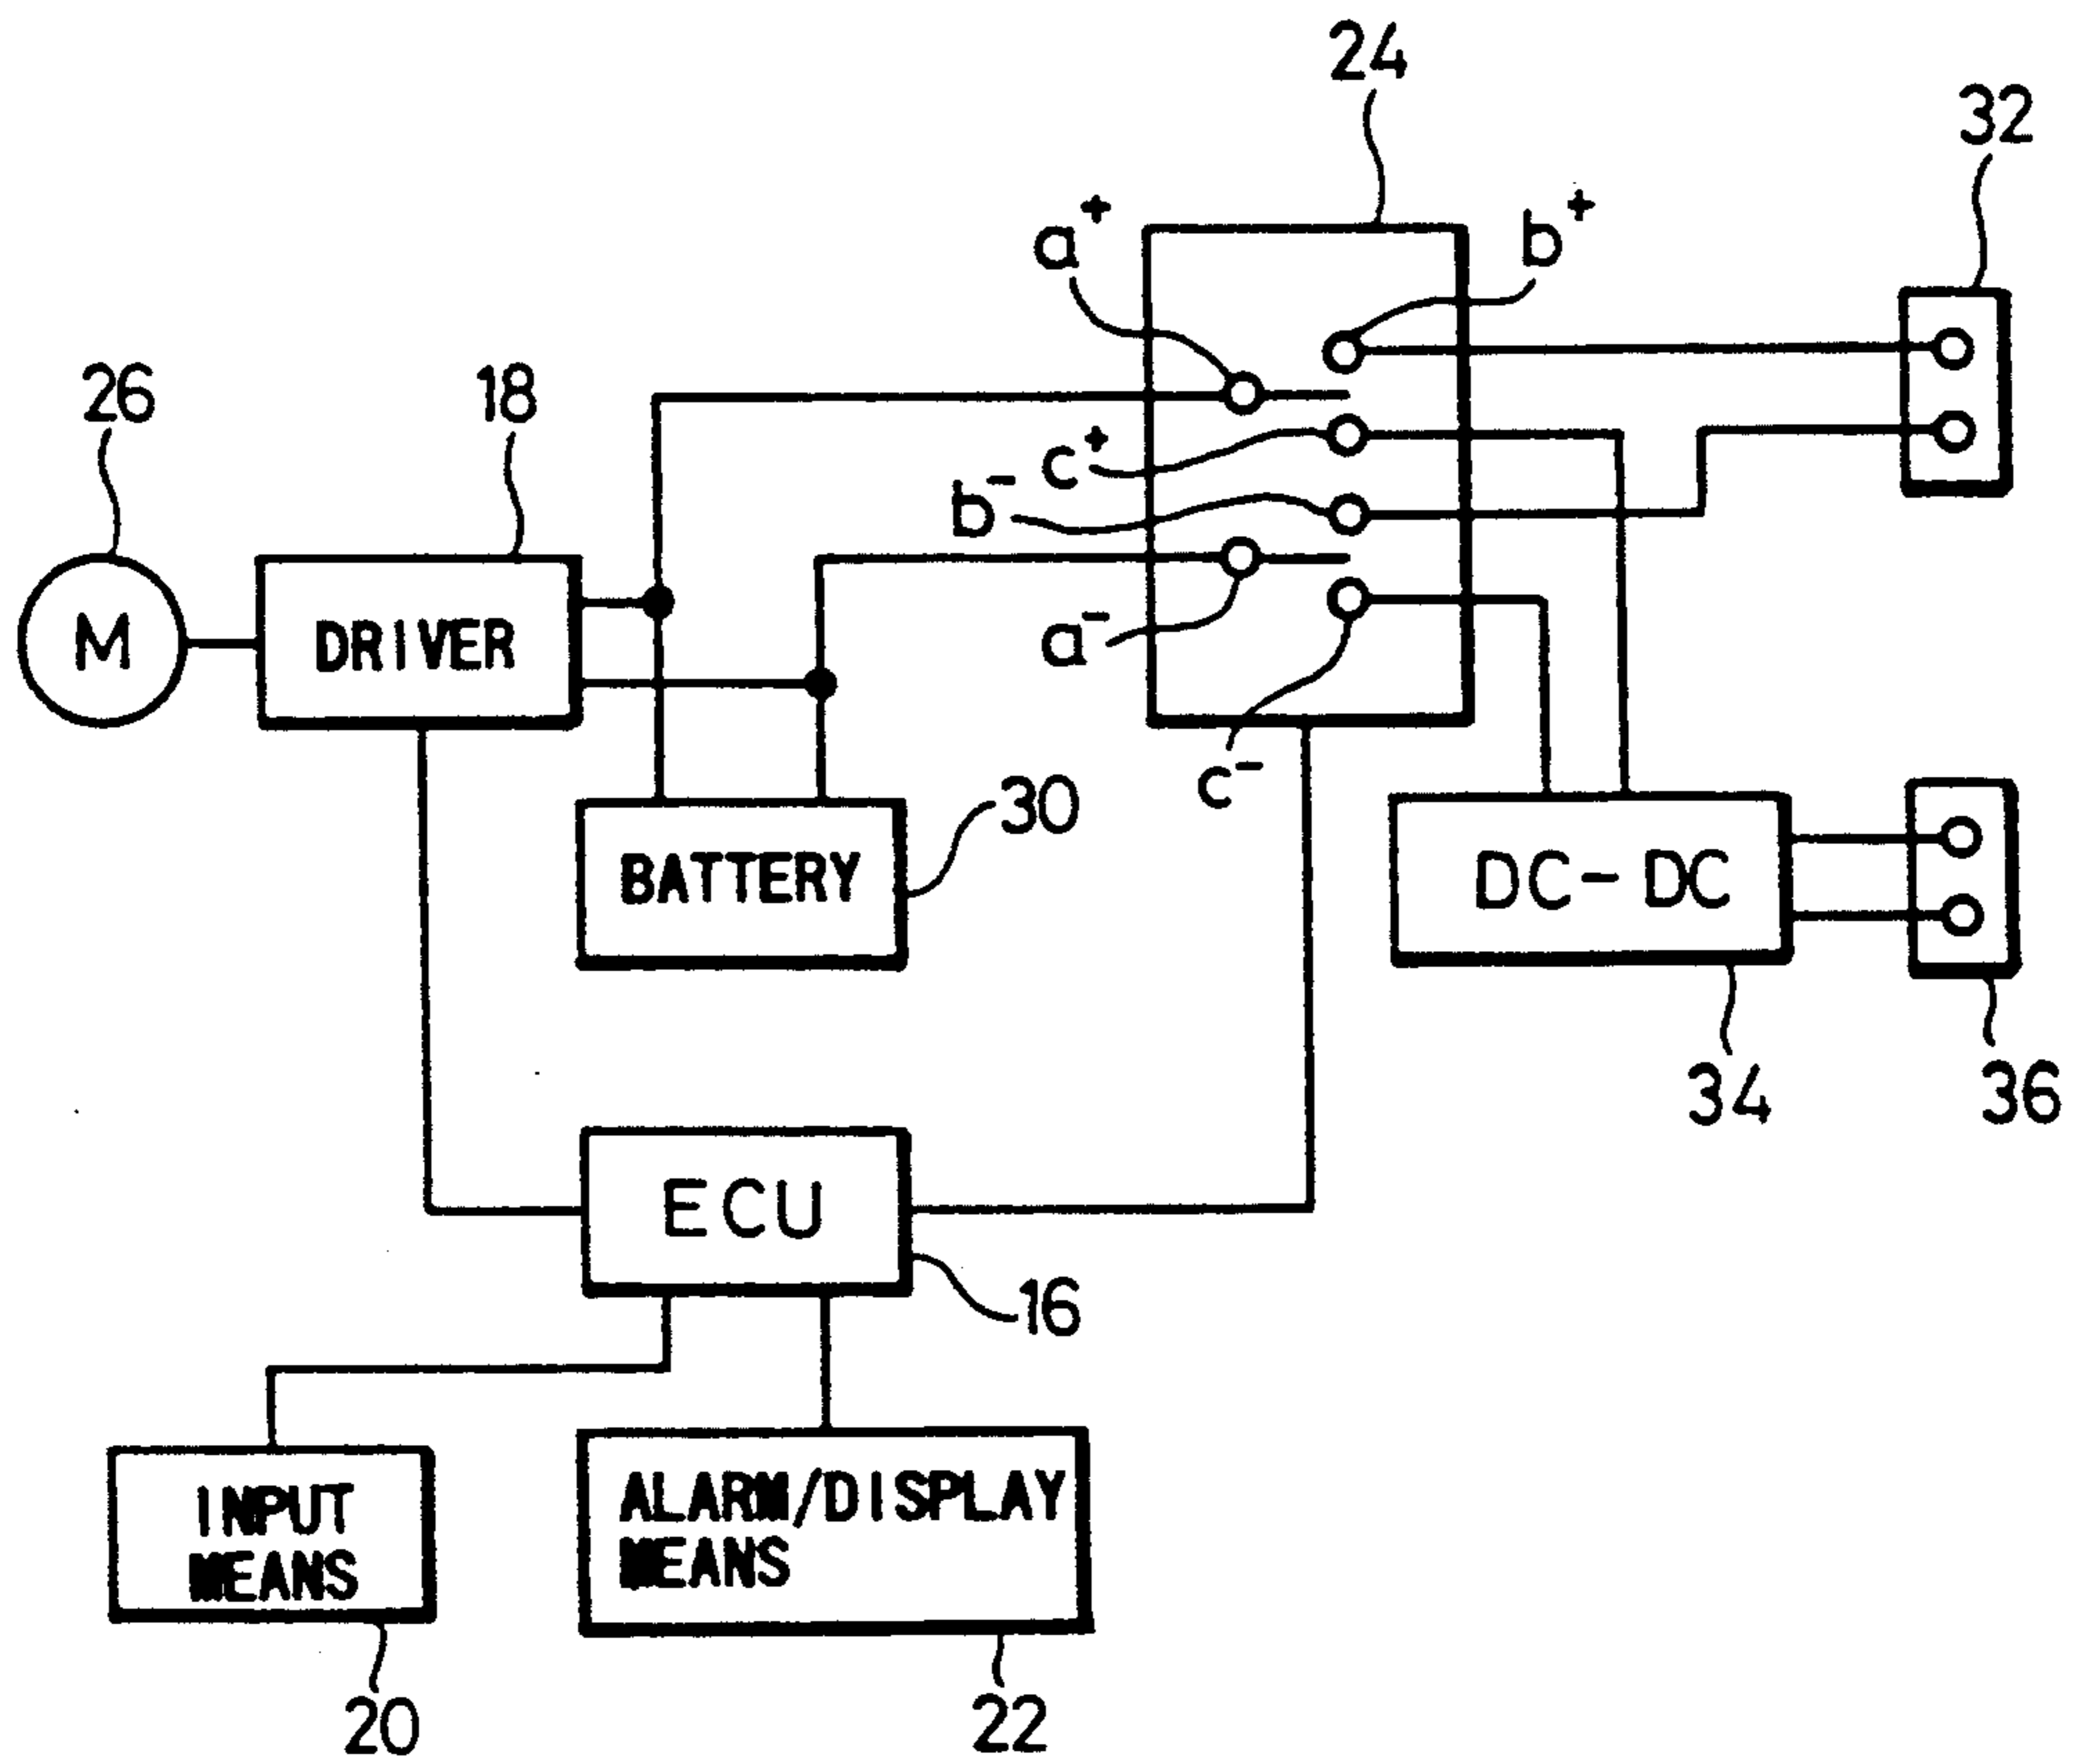 24
32
a+
b+
26
18
c+
b-
M
DRIVER
a-
c-
30
BATTERY
DC-DC
34
36
ECU
16
INPUT
MEANS
ALARM/DISPLAY
MEANS
20
22